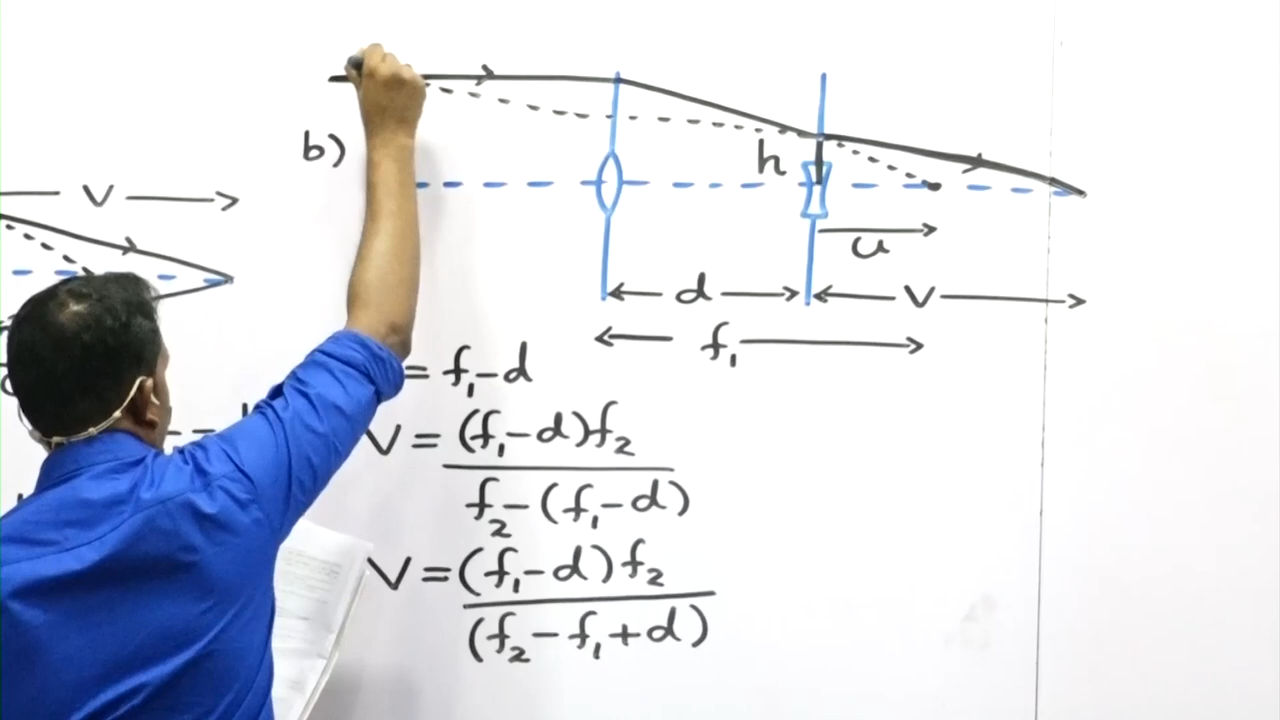 V
b)
h
u
d
V
f₁
= f₁-d
V = (f₁-d)f₂
f₂-(f₁-d)
V = (f₁-d) f₂
(f₂-f₁+d)